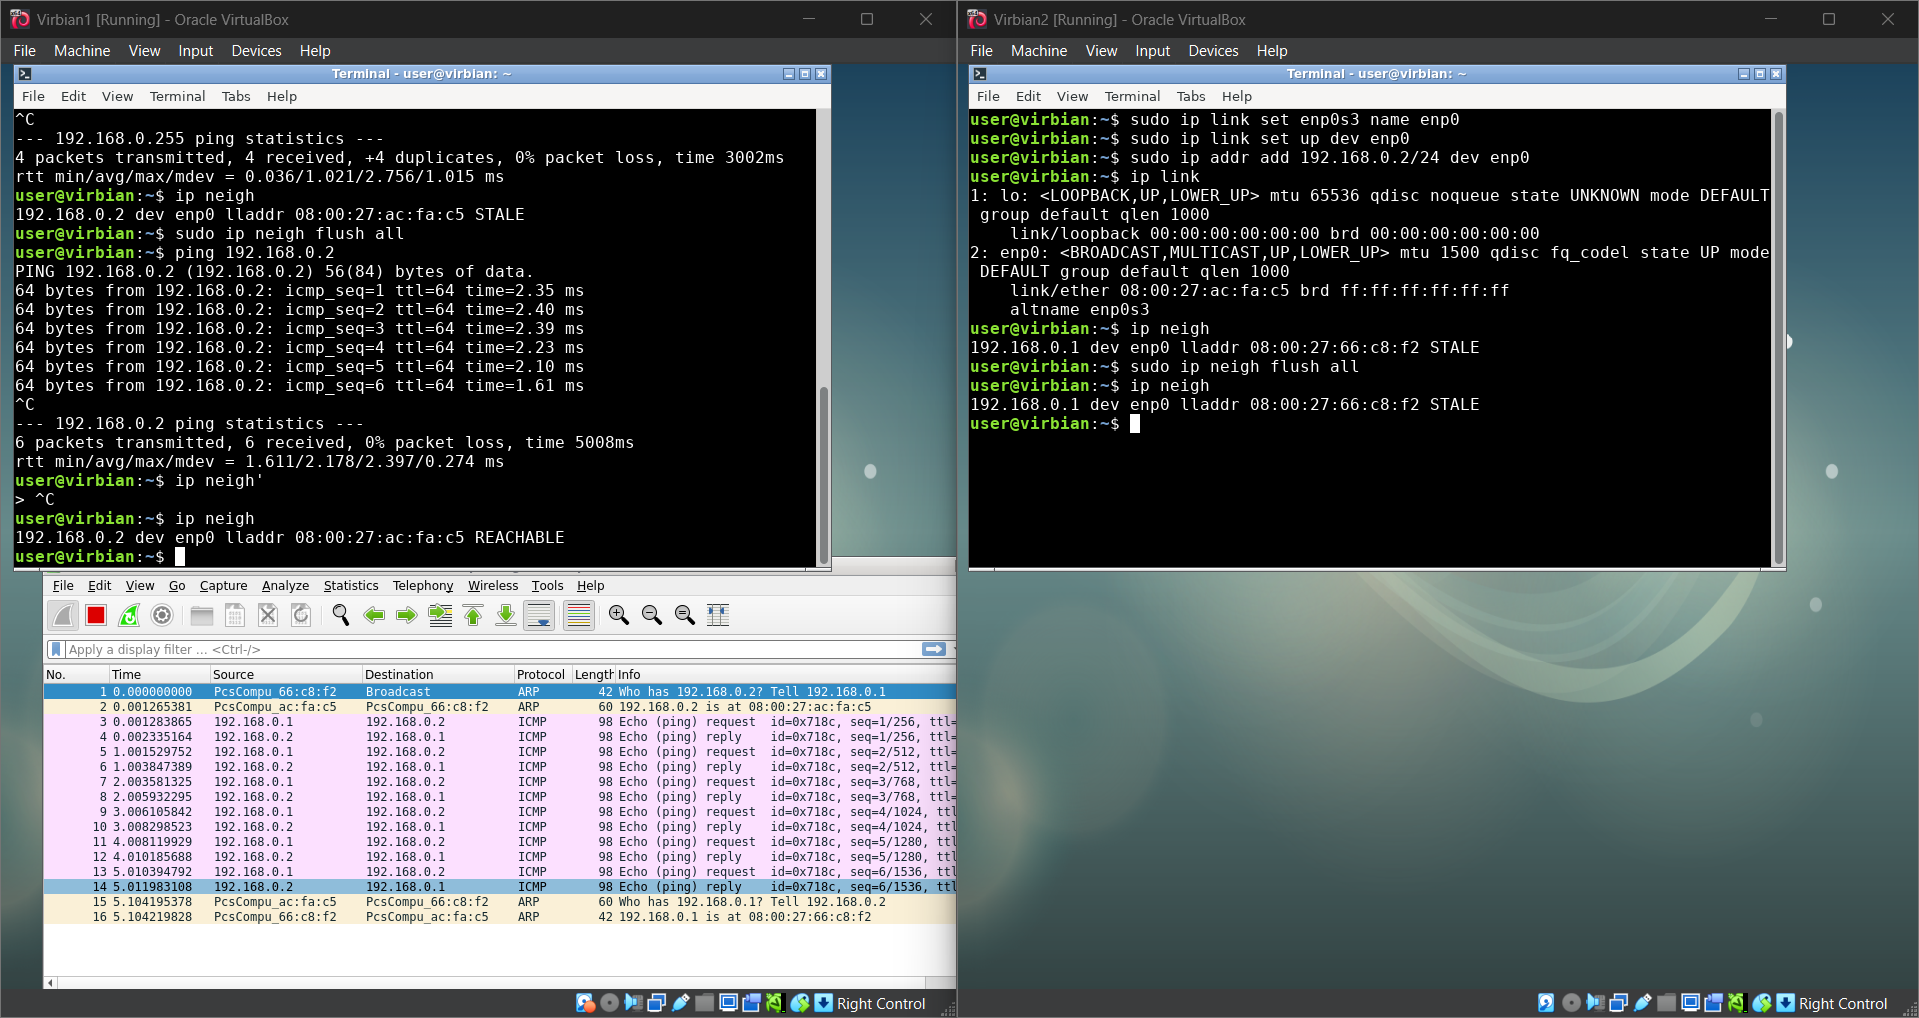 Virbian1 [Running] - Oracle VirtualBox
File Machine View Input Devices Help
Terminal - user@virbian: ~
File Edit View Terminal Tabs Help
^C
--- 192.168.0.255 ping statistics ---
4 packets transmitted, 4 received, +4 duplicates, 0% packet loss, time 3002ms
rtt min/avg/max/mdev = 0.036/1.021/2.756/1.015 ms
user@virbian:~$ ip neigh
192.168.0.2 dev enp0 lladdr 08:00:27:ac:fa:c5 STALE
user@virbian:~$ sudo ip neigh flush all
user@virbian:~$ ping 192.168.0.2
PING 192.168.0.2 (192.168.0.2) 56(84) bytes of data.
64 bytes from 192.168.0.2: icmp_seq=1 ttl=64 time=2.35 ms
64 bytes from 192.168.0.2: icmp_seq=2 ttl=64 time=2.40 ms
64 bytes from 192.168.0.2: icmp_seq=3 ttl=64 time=2.39 ms
64 bytes from 192.168.0.2: icmp_seq=4 ttl=64 time=2.23 ms
64 bytes from 192.168.0.2: icmp_seq=5 ttl=64 time=2.10 ms
64 bytes from 192.168.0.2: icmp_seq=6 ttl=64 time=1.61 ms
^C
--- 192.168.0.2 ping statistics ---
6 packets transmitted, 6 received, 0% packet loss, time 5008ms
rtt min/avg/max/mdev = 1.611/2.178/2.397/0.274 ms
user@virbian:~$ ip neigh'
> ^C
user@virbian:~$ ip neigh
192.168.0.2 dev enp0 lladdr 08:00:27:ac:fa:c5 REACHABLE
user@virbian:~$
File Edit View Go Capture Analyze Statistics Telephony Wireless Tools Help
Apply a display filter ... <Ctrl-/>
No. Time Source Destination Protocol Length Info
1 0.000000000 PcsCompu_66:c8:f2 Broadcast ARP 42 Who has 192.168.0.2? Tell 192.168.0.1
2 0.001265381 PcsCompu_ac:fa:c5 PcsCompu_66:c8:f2 ARP 60 192.168.0.2 is at 08:00:27:ac:fa:c5
3 0.001283865 192.168.0.1 192.168.0.2 ICMP 98 Echo (ping) request id=0x718c, seq=1/256, ttl=
4 0.002335164 192.168.0.2 192.168.0.1 ICMP 98 Echo (ping) reply id=0x718c, seq=1/256, ttl=
5 1.001529752 192.168.0.1 192.168.0.2 ICMP 98 Echo (ping) request id=0x718c, seq=2/512, ttl=
6 1.003847389 192.168.0.2 192.168.0.1 ICMP 98 Echo (ping) reply id=0x718c, seq=2/512, ttl=
7 2.003581325 192.168.0.1 192.168.0.2 ICMP 98 Echo (ping) request id=0x718c, seq=3/768, ttl=
8 2.005932295 192.168.0.2 192.168.0.1 ICMP 98 Echo (ping) reply id=0x718c, seq=3/768, ttl=
9 3.006105842 192.168.0.1 192.168.0.2 ICMP 98 Echo (ping) request id=0x718c, seq=4/1024, ttl
10 3.008298523 192.168.0.2 192.168.0.1 ICMP 98 Echo (ping) reply id=0x718c, seq=4/1024, ttl
11 4.008119929 192.168.0.1 192.168.0.2 ICMP 98 Echo (ping) request id=0x718c, seq=5/1280, ttl
12 4.010185688 192.168.0.2 192.168.0.1 ICMP 98 Echo (ping) reply id=0x718c, seq=5/1280, ttl
13 5.010394792 192.168.0.1 192.168.0.2 ICMP 98 Echo (ping) request id=0x718c, seq=6/1536, ttl
14 5.011983108 192.168.0.2 192.168.0.1 ICMP 98 Echo (ping) reply id=0x718c, seq=6/1536, ttl
15 5.104195378 PcsCompu_ac:fa:c5 PcsCompu_66:c8:f2 ARP 60 Who has 192.168.0.1? Tell 192.168.0.2
16 5.104219828 PcsCompu_66:c8:f2 PcsCompu_ac:fa:c5 ARP 42 192.168.0.1 is at 08:00:27:66:c8:f2
Right Control
Virbian2 [Running] - Oracle VirtualBox
File Machine View Input Devices Help
Terminal - user@virbian: ~
File Edit View Terminal Tabs Help
user@virbian:~$ sudo ip link set enp0s3 name enp0
user@virbian:~$ sudo ip link set up dev enp0
user@virbian:~$ sudo ip addr add 192.168.0.2/24 dev enp0
user@virbian:~$ ip link
1: lo: <LOOPBACK,UP,LOWER_UP> mtu 65536 qdisc noqueue state UNKNOWN mode DEFAULT
group default qlen 1000
link/loopback 00:00:00:00:00:00 brd 00:00:00:00:00:00
2: enp0: <BROADCAST,MULTICAST,UP,LOWER_UP> mtu 1500 qdisc fq_codel state UP mode
DEFAULT group default qlen 1000
link/ether 08:00:27:ac:fa:c5 brd ff:ff:ff:ff:ff:ff
altname enp0s3
user@virbian:~$ ip neigh
192.168.0.1 dev enp0 lladdr 08:00:27:66:c8:f2 STALE
user@virbian:~$ sudo ip neigh flush all
user@virbian:~$ ip neigh
192.168.0.1 dev enp0 lladdr 08:00:27:66:c8:f2 STALE
user@virbian:~$
Right Control